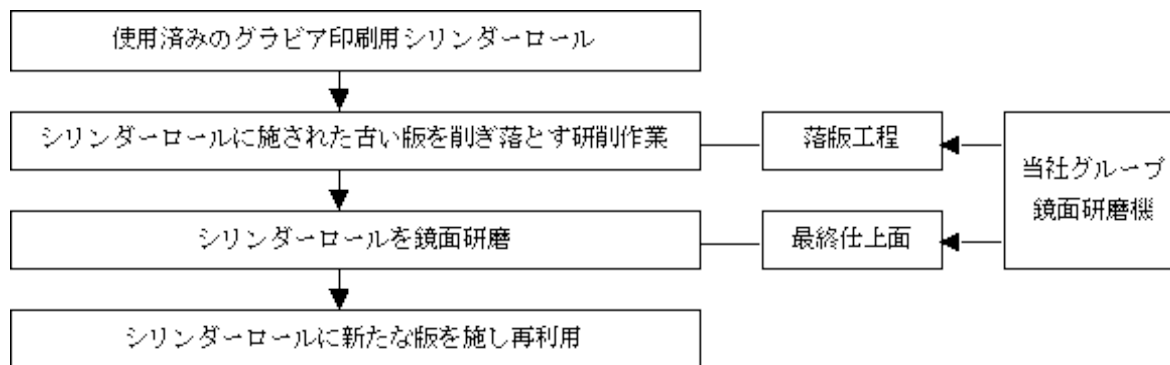 使用済みのグラビア印刷用シリンダーロール
シリンダーロールに施された古い版を削ぎ落とす研削作業
落版工程
当社グループ
鏡面研磨機
シリンダーロールを鏡面研磨
最終仕上面
シリンダーロールに新たな版を施し再利用